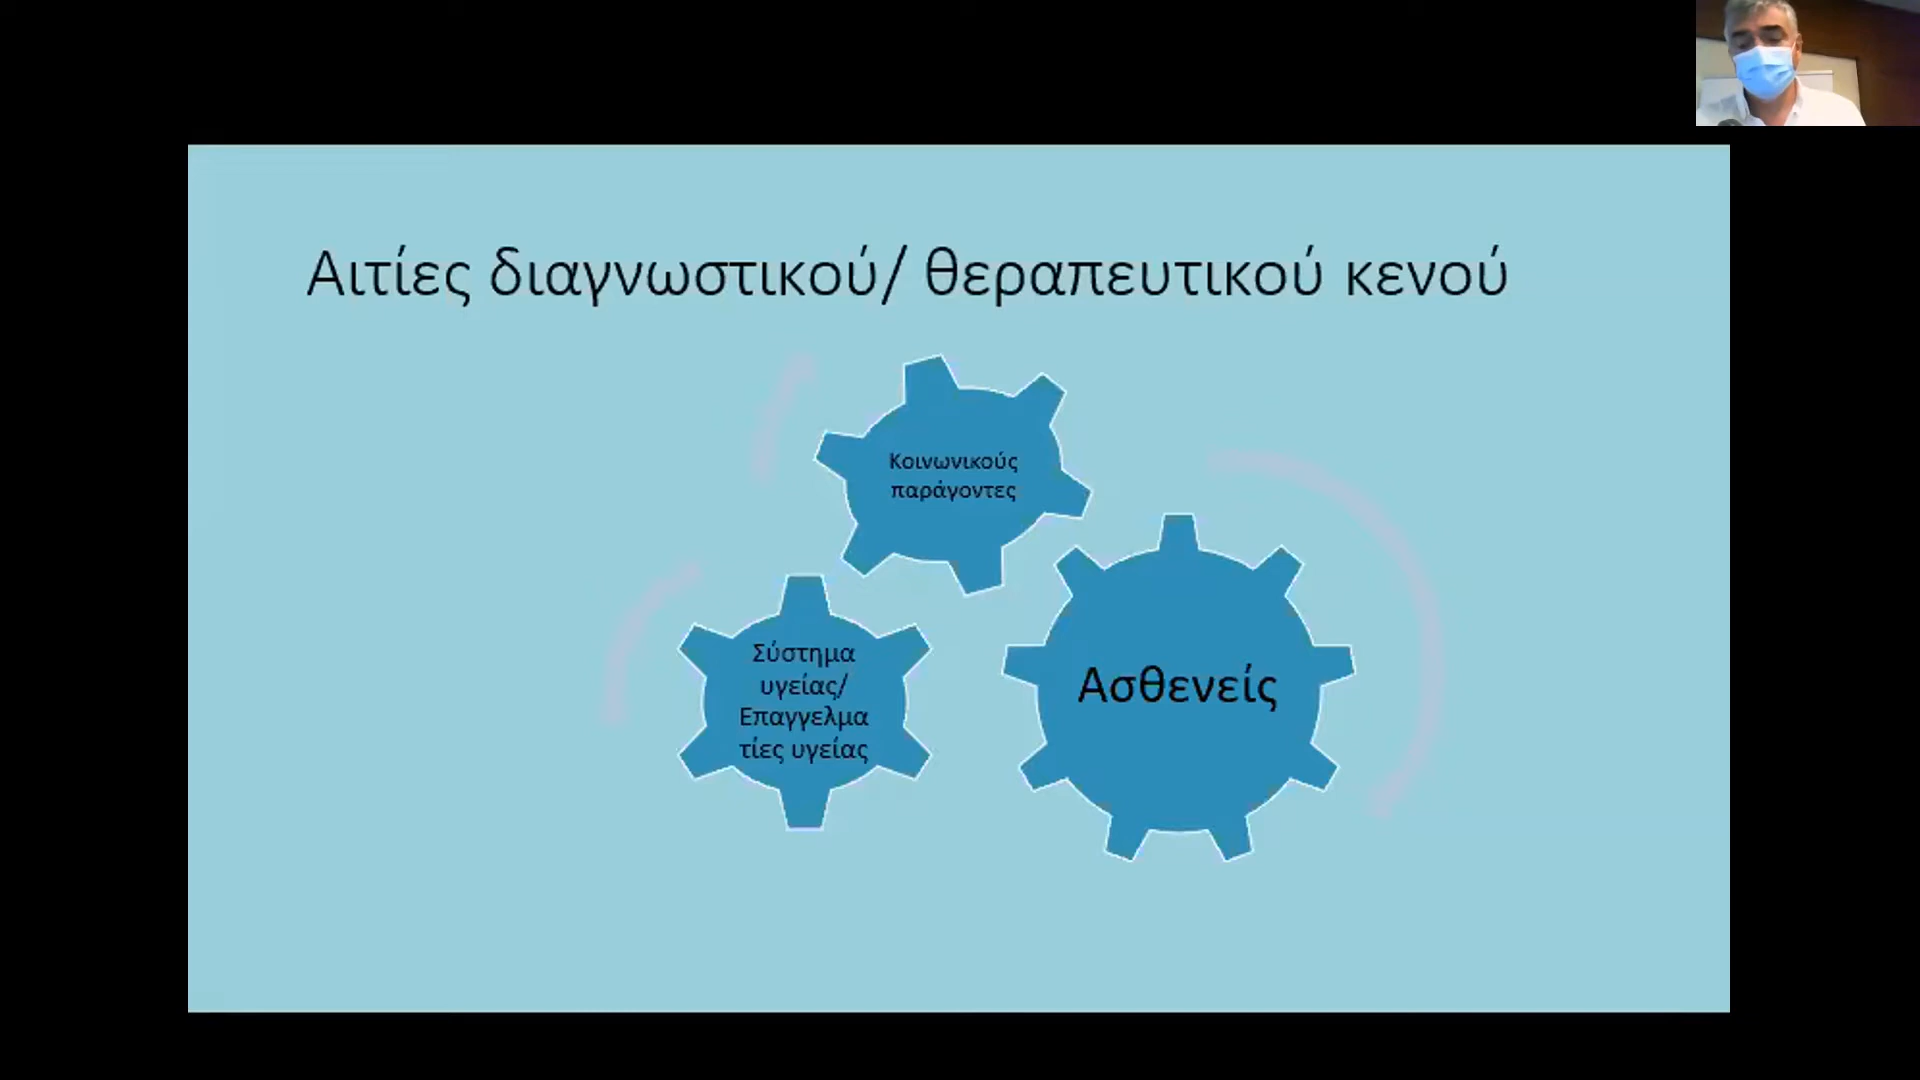 Αιτίες διαγνωστικού/ θεραπευτικού κενού
Κοινωνικούς
παράγοντες
Σύστημα
υγείας/
Επαγγελμα
τίες υγείας
Ασθενείς